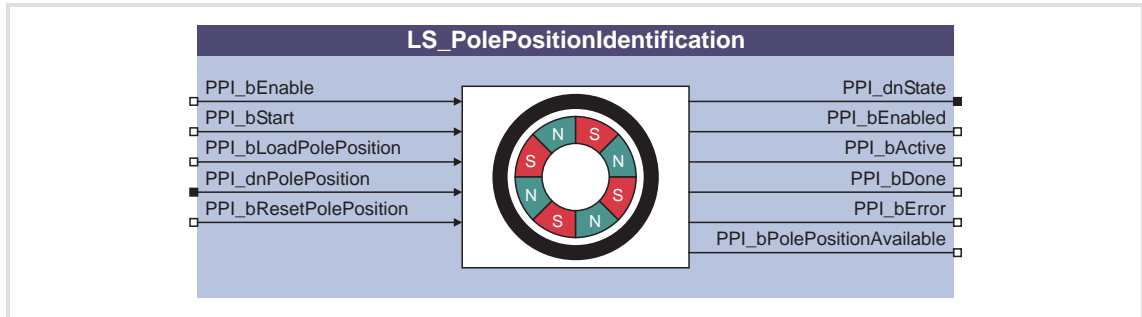 LS_PolePositionIdentification
PPI_bEnable
PPI_bStart
PPI_bLoadPolePosition
PPI_dnPolePosition
PPI_bResetPolePosition
N S
S N
N S
S N
PPI_dnState
PPI_bEnabled
PPI_bActive
PPI_bDone
PPI_bError
PPI_bPolePositionAvailable